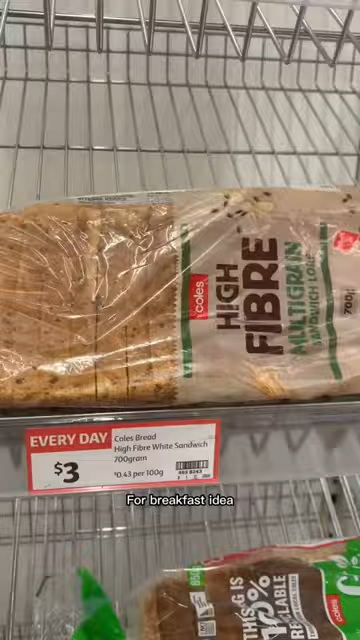 coles
HIGH
FIBRE
MULTIGRAIN
SANDWICH LOAF
700g
EVERY DAY
$3
Coles Bread
High Fibre White Sandwich
700gram
$0.43 per 100g
For breakfast idea
850g
THIS BAG IS
coles